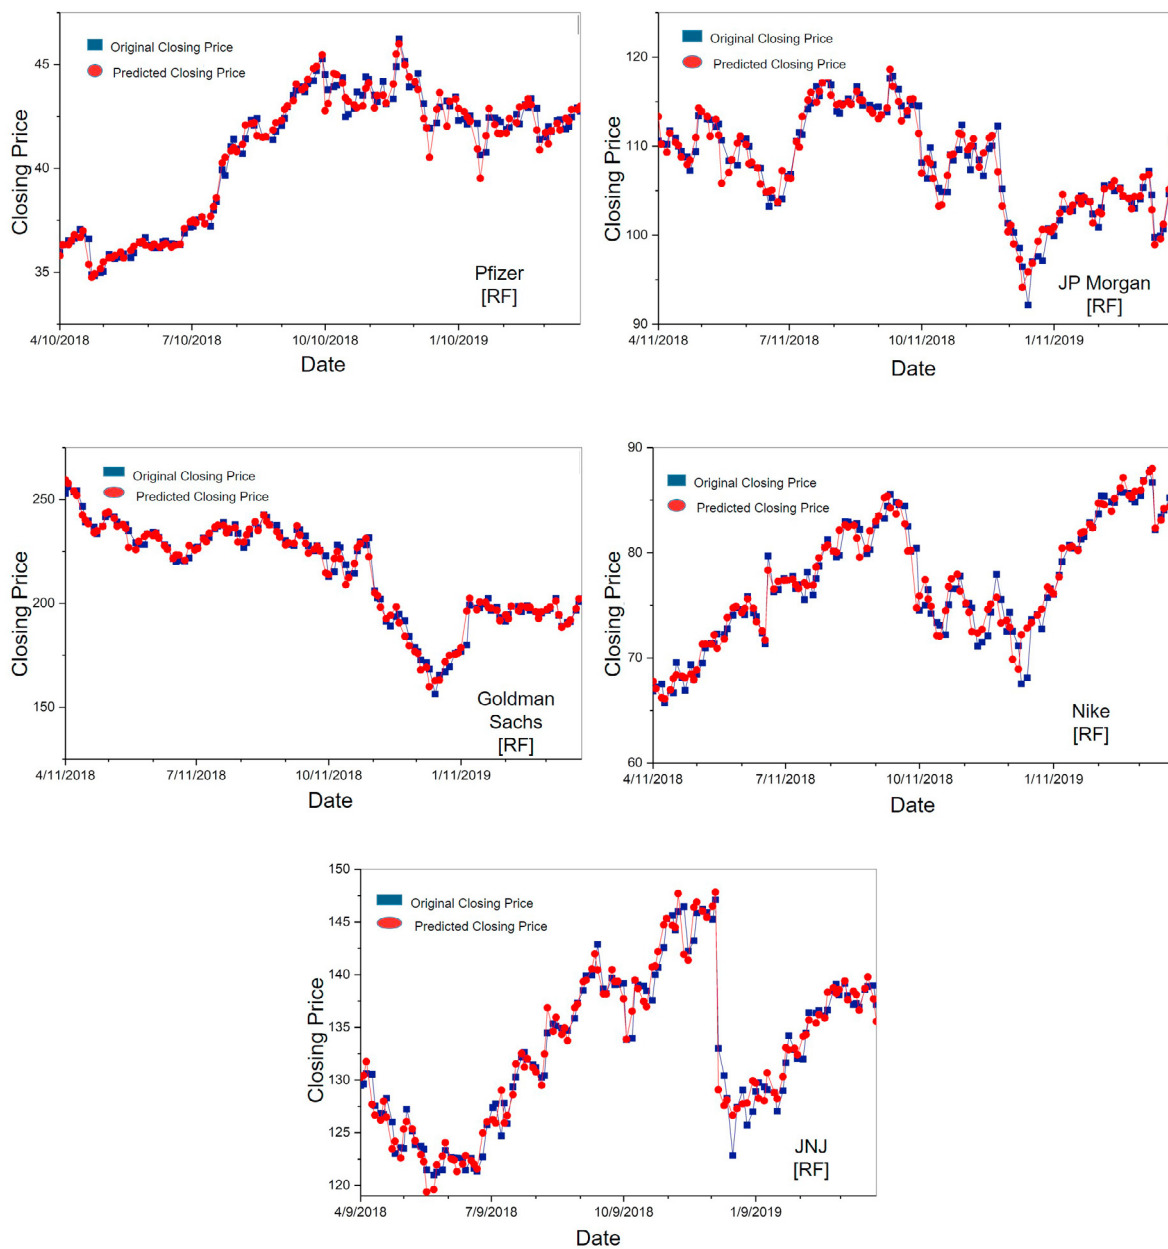 Original Closing Price
Predicted Closing Price
45
40
35
Closing Price
Pfizer
[RF]
4/10/2018
7/10/2018
10/10/2018
1/10/2019
Date
Original Closing Price
Predicted Closing Price
120
110
100
90
Closing Price
JP Morgan
[RF]
4/11/2018
7/11/2018
10/11/2018
1/11/2019
Date
Original Closing Price
Predicted Closing Price
250
200
150
Closing Price
Goldman
Sachs
[RF]
4/11/2018
7/11/2018
10/11/2018
1/11/2019
Date
90
Original Closing Price
Predicted Closing Price
80
70
60
Closing Price
Nike
[RF]
4/11/2018
7/11/2018
10/11/2018
1/11/2019
Date
150
Original Closing Price
Predicted Closing Price
145
140
135
130
125
120
Closing Price
JNJ
[RF]
4/9/2018
7/9/2018
10/9/2018
1/9/2019
Date